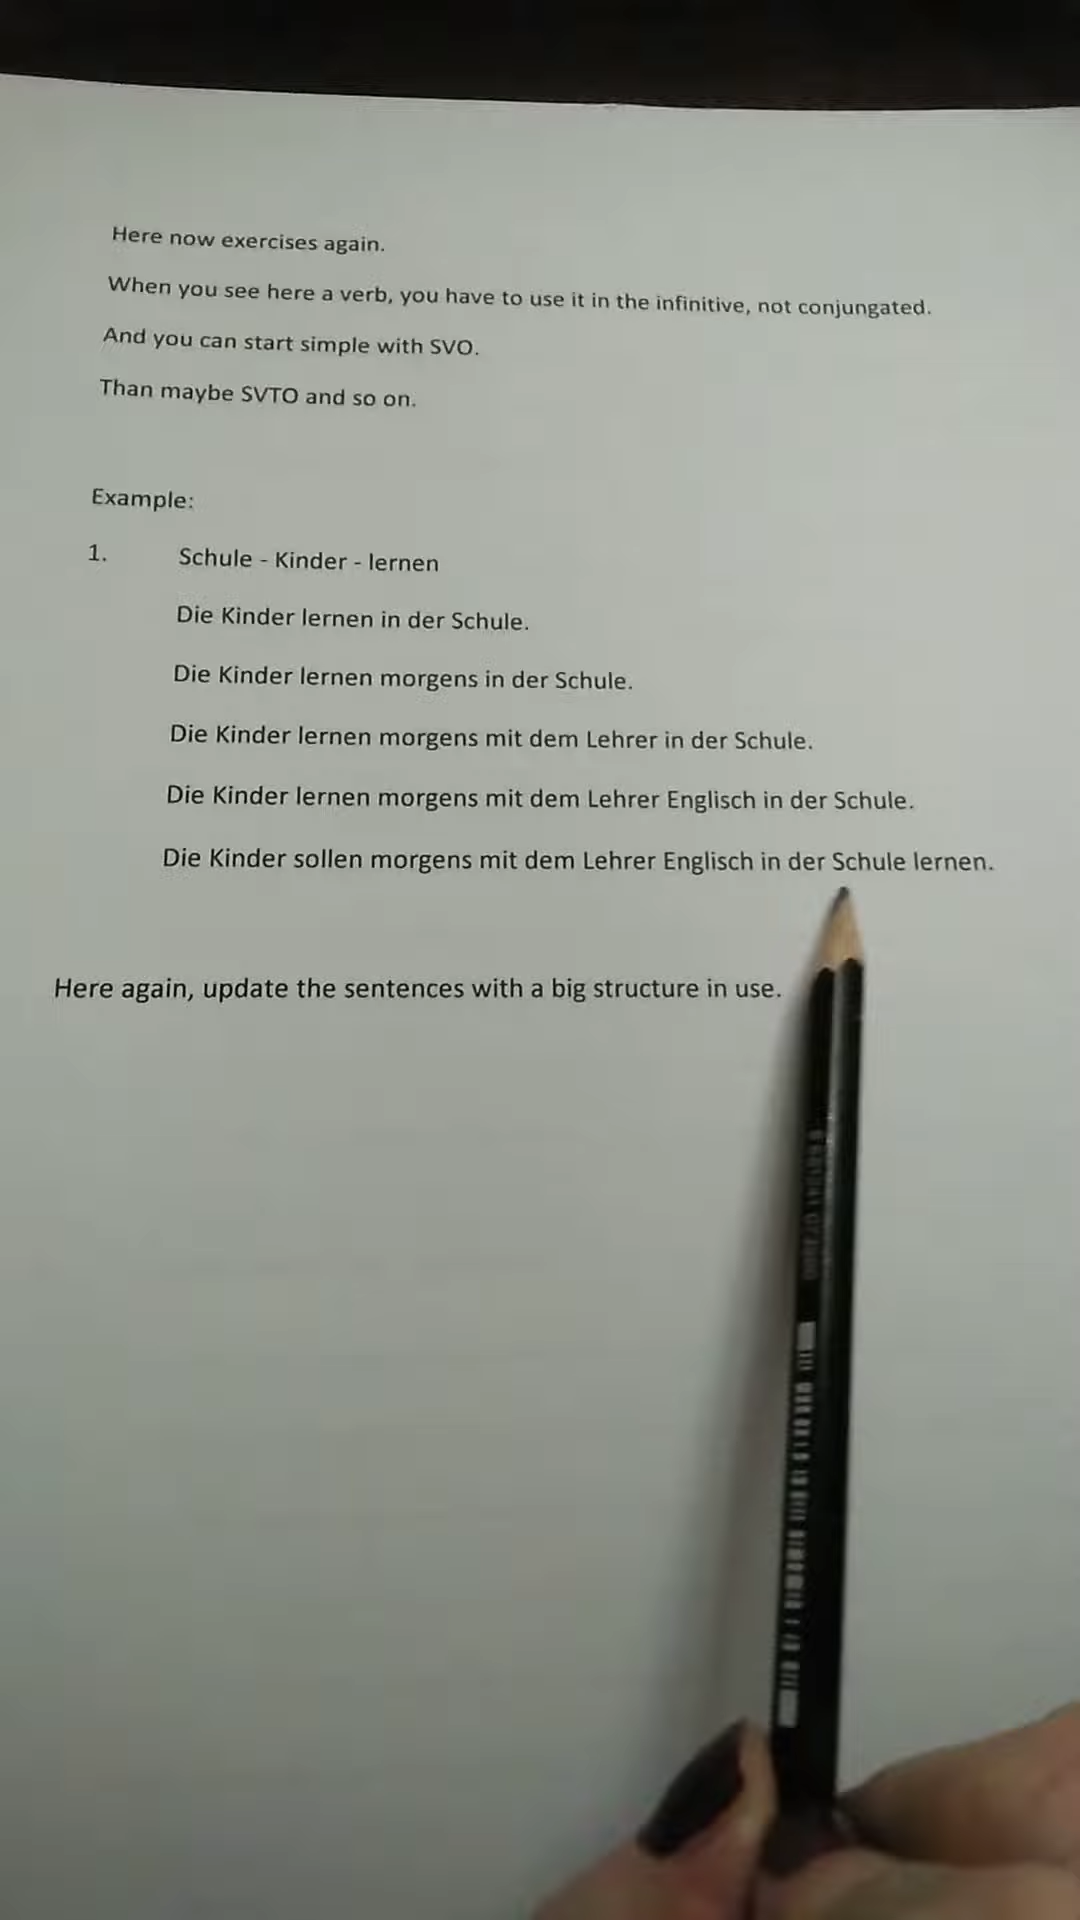 Here now exercises again.
When you see here a verb, you have to use it in the infinitive, not conjungated.
And you can start simple with SVO.
Than maybe SVTO and so on.
Example:
1. Schule - Kinder - lernen
Die Kinder lernen in der Schule.
Die Kinder lernen morgens in der Schule.
Die Kinder lernen morgens mit dem Lehrer in der Schule.
Die Kinder lernen morgens mit dem Lehrer Englisch in der Schule.
Die Kinder sollen morgens mit dem Lehrer Englisch in der Schule lernen.
Here again, update the sentences with a big structure in use.